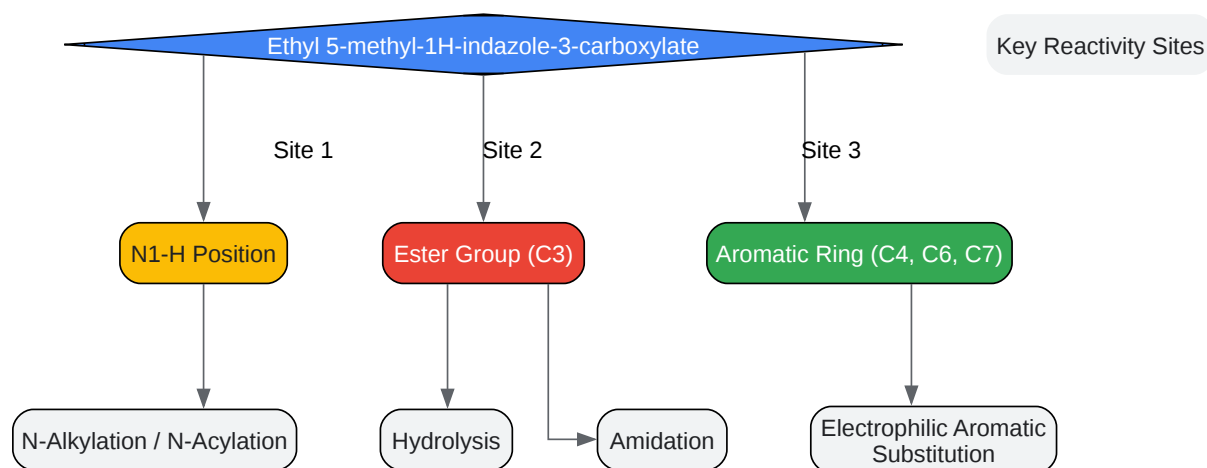 Ethyl 5-methyl-1H-indazole-3-carboxylate
Key Reactivity Sites
Site 1
Site 2
Site 3
N1-H Position
Ester Group (C3)
Aromatic Ring (C4, C6, C7)
N-Alkylation / N-Acylation
Hydrolysis
Amidation
Electrophilic Aromatic
Substitution